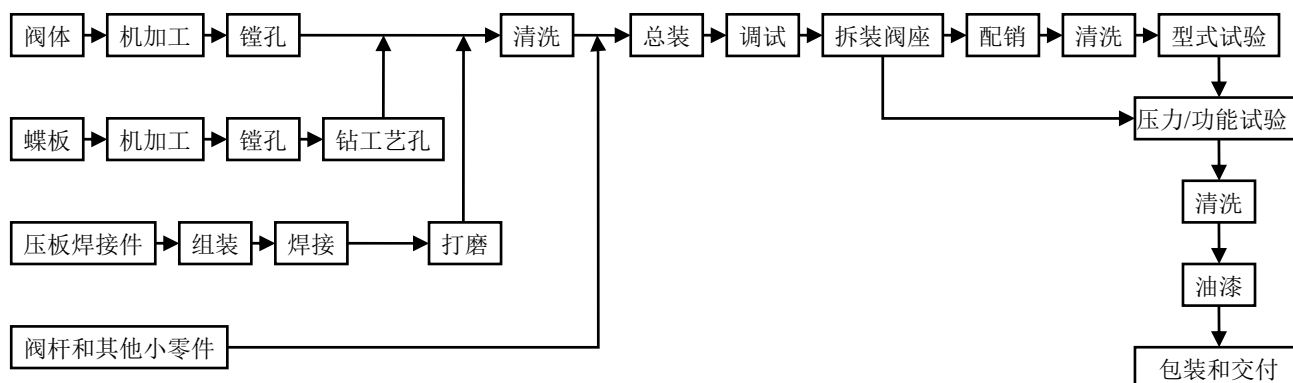 阀体
机加工
镗孔
清洗
总装
调试
拆装阀座
配销
清洗
型式试验
蝶板
机加工
镗孔
钻工艺孔
压力/功能试验
清洗
压板焊接件
组装
焊接
打磨
油漆
阀杆和其他小零件
包装和交付